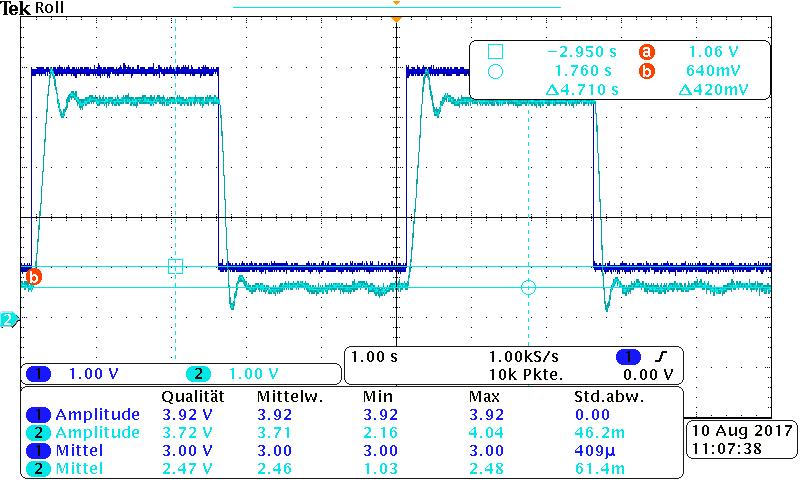 Tek Roll
−2.950 s a 1.06 V
1.760 s b 640mV
Δ4.710 s Δ420mV
b
2
1 1.00 V 2 1.00 V
1.00 s 1.00kS/s 1
10k Pkte. 0.00 V
Qualität Mittelw. Min Max Std.abw.
1 Amplitude 3.92 V 3.92 3.92 3.92 0.00
2 Amplitude 3.72 V 3.71 2.16 4.04 46.2m
1 Mittel 3.00 V 3.00 3.00 3.00 409µ
2 Mittel 2.47 V 2.46 1.03 2.48 61.4m
10 Aug 2017
11:07:38